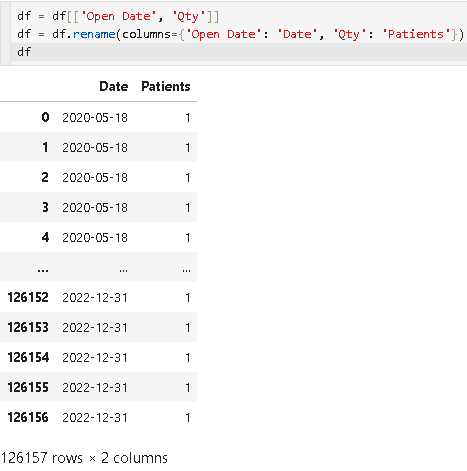 df = df[['Open Date', 'Qty']]
df = df.rename(columns={'Open Date': 'Date', 'Qty': 'Patients'})
df
Date Patients
0 2020-05-18 1
1 2020-05-18 1
2 2020-05-18 1
3 2020-05-18 1
4 2020-05-18 1
... ... ...
126152 2022-12-31 1
126153 2022-12-31 1
126154 2022-12-31 1
126155 2022-12-31 1
126156 2022-12-31 1
126157 rows × 2 columns